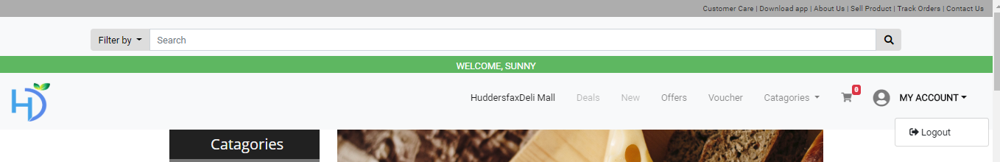 Customer Care | Download app | About Us | Sell Product | Track Orders | Contact Us
Filter by Search
WELCOME, SUNNY
HD HuddersfaxDeli Mall Deals New Offers Voucher Catagories 0 MY ACCOUNT
Logout
Catagories